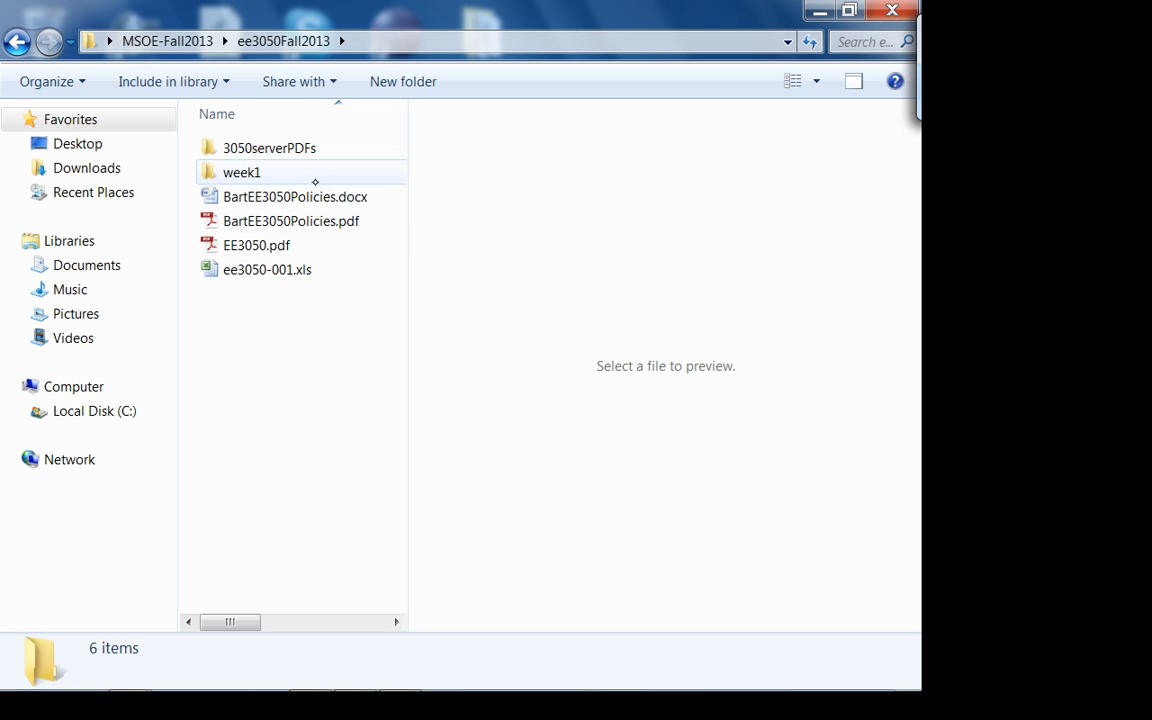 MSOE-Fall2013 ee3050Fall2013 Search e...
Organize Include in library Share with New folder
Favorites
Desktop
Downloads
Recent Places
Libraries
Documents
Music
Pictures
Videos
Computer
Local Disk (C:)
Network
Name
3050serverPDFs
week1
BartEE3050Policies.docx
BartEE3050Policies.pdf
EE3050.pdf
ee3050-001.xls
Select a file to preview.
6 items